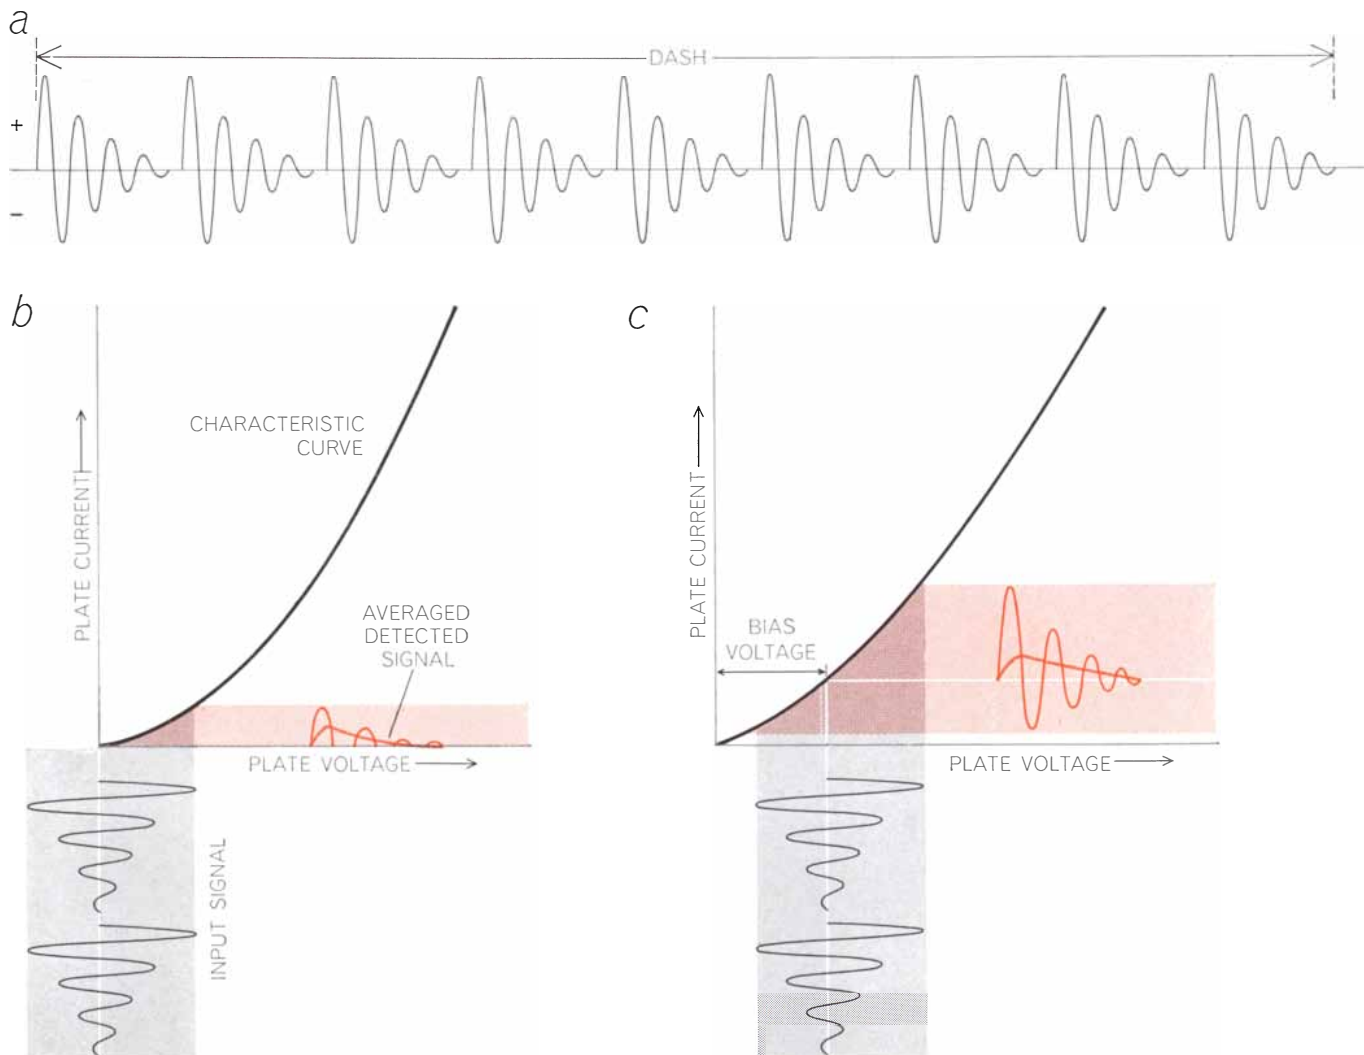 a
DASH
+
−
b
CHARACTERISTIC
CURVE
PLATE CURRENT
AVERAGED
DETECTED
SIGNAL
PLATE VOLTAGE
INPUT SIGNAL
c
PLATE CURRENT
BIAS
VOLTAGE
PLATE VOLTAGE